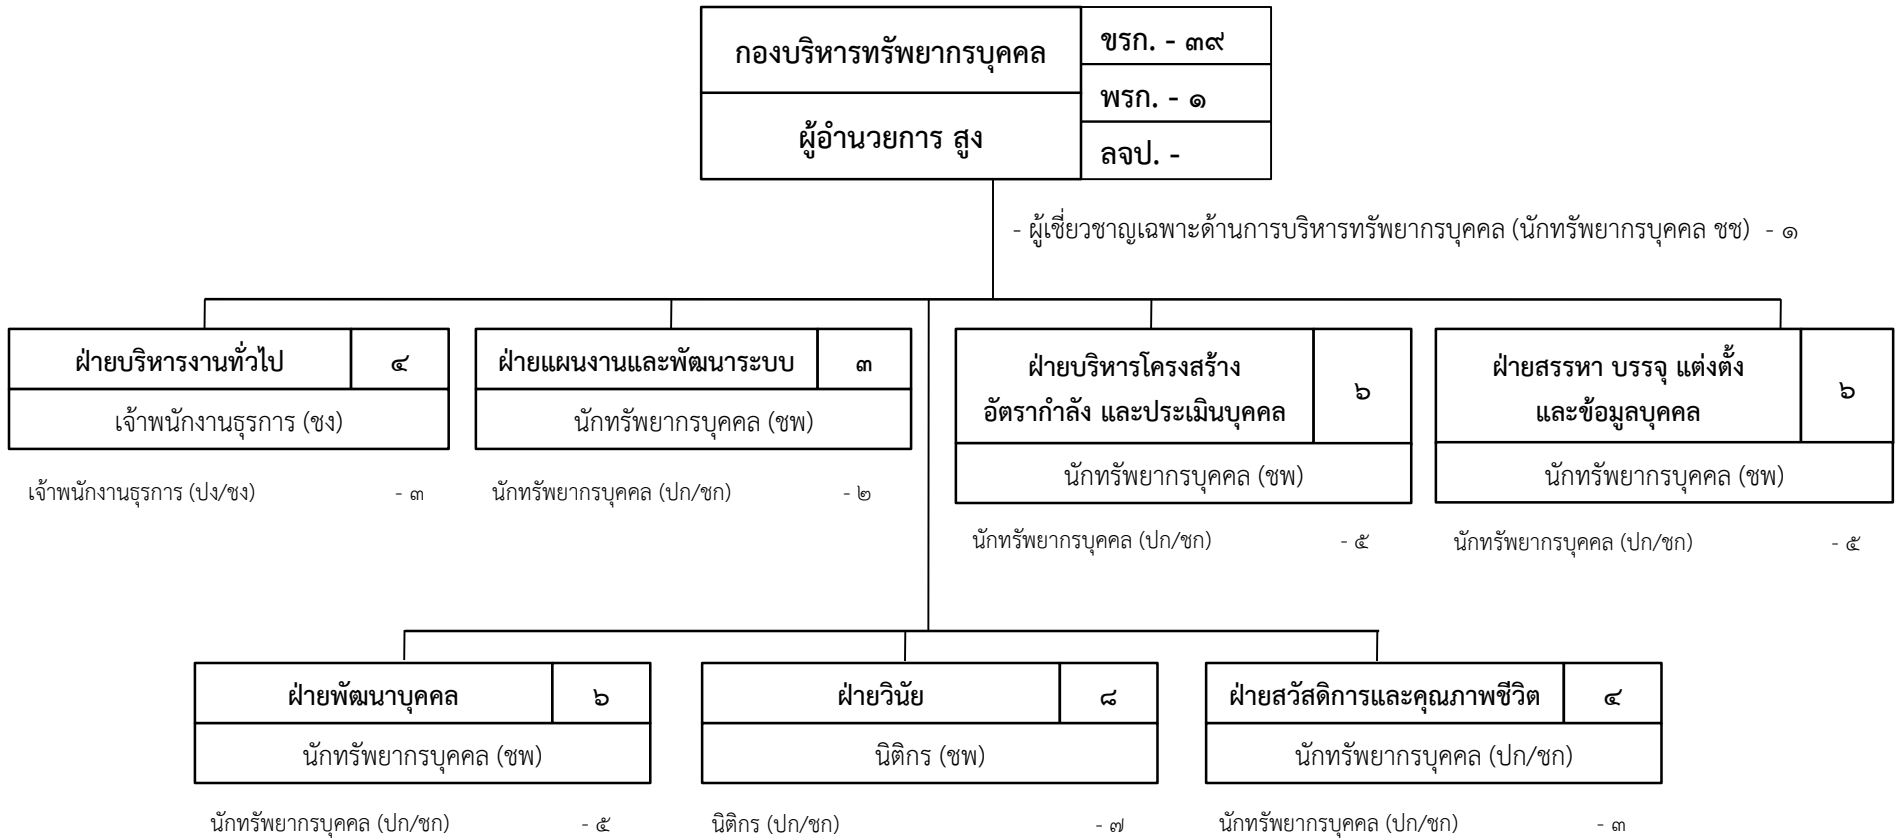 กองบริหารทรัพยากรบุคคล
ผู้อำนวยการ สูง
ขรก. - ๓๙
พรก. - ๑
ลจป. -
- ผู้เชี่ยวชาญเฉพาะด้านการบริหารทรัพยากรบุคคล (นักทรัพยากรบุคคล ชช) - ๑
ฝ่ายบริหารงานทั่วไป ๔
เจ้าพนักงานธุรการ (ชง)
เจ้าพนักงานธุรการ (ปง/ชง) - ๓
ฝ่ายแผนงานและพัฒนาระบบ ๓
นักทรัพยากรบุคคล (ชพ)
นักทรัพยากรบุคคล (ปก/ชก) - ๒
ฝ่ายบริหารโครงสร้าง
อัตรากำลัง และประเมินบุคคล ๖
นักทรัพยากรบุคคล (ชพ)
นักทรัพยากรบุคคล (ปก/ชก) - ๕
ฝ่ายสรรหา บรรจุ แต่งตั้ง
และข้อมูลบุคคล ๖
นักทรัพยากรบุคคล (ชพ)
นักทรัพยากรบุคคล (ปก/ชก) - ๕
ฝ่ายพัฒนาบุคคล ๖
นักทรัพยากรบุคคล (ชพ)
นักทรัพยากรบุคคล (ปก/ชก) - ๕
ฝ่ายวินัย ๘
นิติกร (ชพ)
นิติกร (ปก/ชก) - ๗
ฝ่ายสวัสดิการและคุณภาพชีวิต ๔
นักทรัพยากรบุคคล (ปก/ชก)
นักทรัพยากรบุคคล (ปก/ชก) - ๓